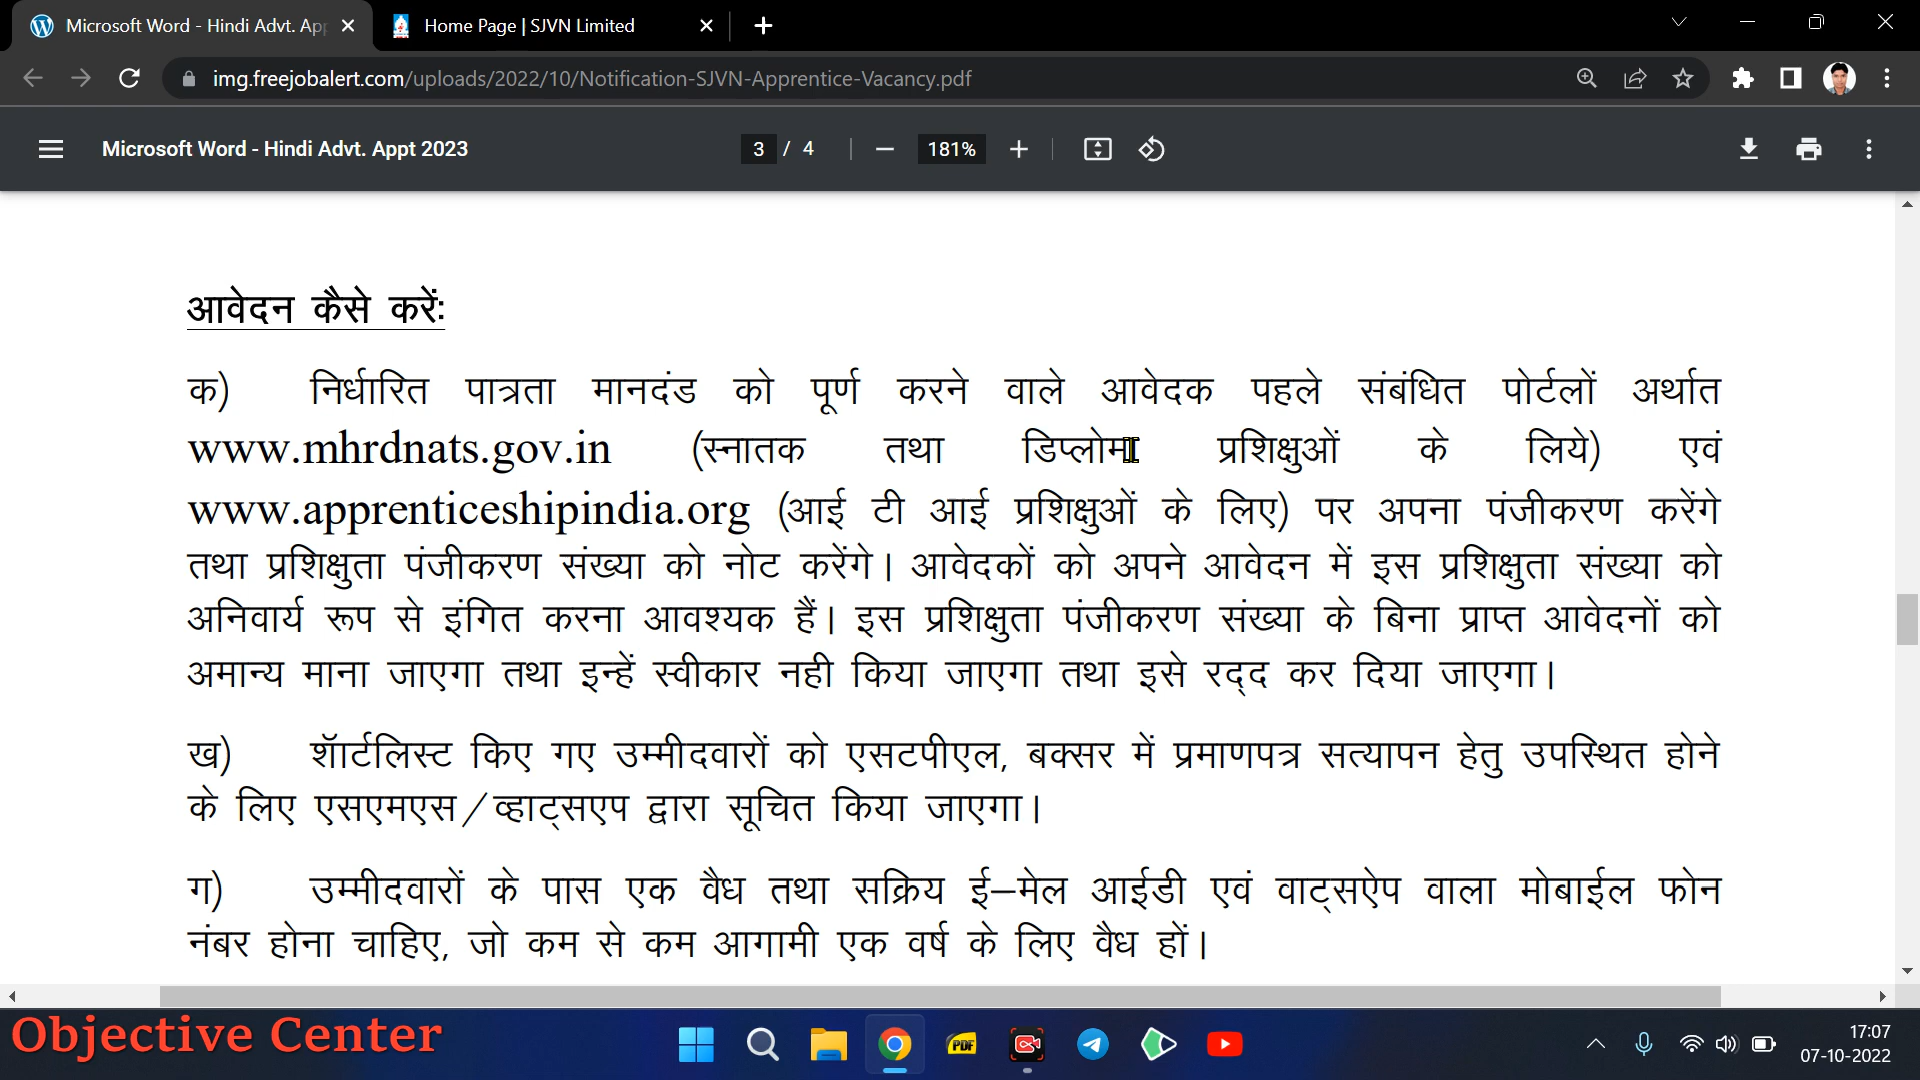 Microsoft Word - Hindi Advt. Ap
Home Page | SJVN Limited
img.freejobalert.com/uploads/2022/10/Notification-SJVN-Apprentice-Vacancy.pdf
Microsoft Word - Hindi Advt. Appt 2023
3 / 4
181%
आवेदन कैसे करें:
क) निर्धारित पात्रता मानदंड को पूर्ण करने वाले आवेदक पहले संबंधित पोर्टलों अर्थात
www.mhrdnats.gov.in (स्नातक तथा डिप्लोमा प्रशिक्षुओं के लिये) एवं
www.apprenticeshipindia.org (आई टी आई प्रशिक्षुओं के लिए) पर अपना पंजीकरण करेंगे
तथा प्रशिक्षुता पंजीकरण संख्या को नोट करेंगे। आवेदकों को अपने आवेदन में इस प्रशिक्षुता संख्या को
अनिवार्य रूप से इंगित करना आवश्यक हैं। इस प्रशिक्षुता पंजीकरण संख्या के बिना प्राप्त आवेदनों को
अमान्य माना जाएगा तथा इन्हें स्वीकार नही किया जाएगा तथा इसे रद्द कर दिया जाएगा।
ख) शॅार्टलिस्ट किए गए उम्मीदवारों को एसटपीएल, बक्सर में प्रमाणपत्र सत्यापन हेतु उपस्थित होने
के लिए एसएमएस/व्हाट्सएप द्वारा सूचित किया जाएगा।
ग) उम्मीदवारों के पास एक वैध तथा सक्रिय ई–मेल आईडी एवं वाट्सऐप वाला मोबाईल फोन
नंबर होना चाहिए, जो कम से कम आगामी एक वर्ष के लिए वैध हों।
Objective Center
PDF
17:07
07-10-2022